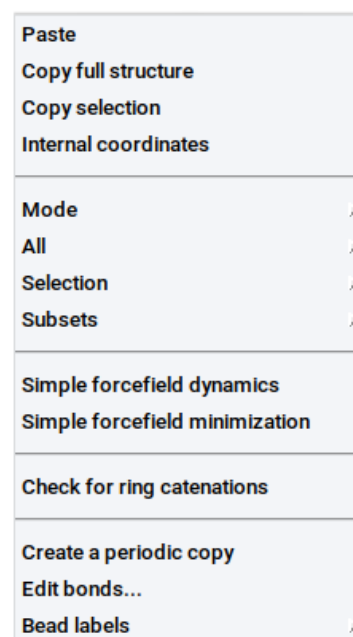 Paste
Copy full structure
Copy selection
Internal coordinates
Mode
All
Selection
Subsets
Simple forcefield dynamics
Simple forcefield minimization
Check for ring catenations
Create a periodic copy
Edit bonds...
Bead labels